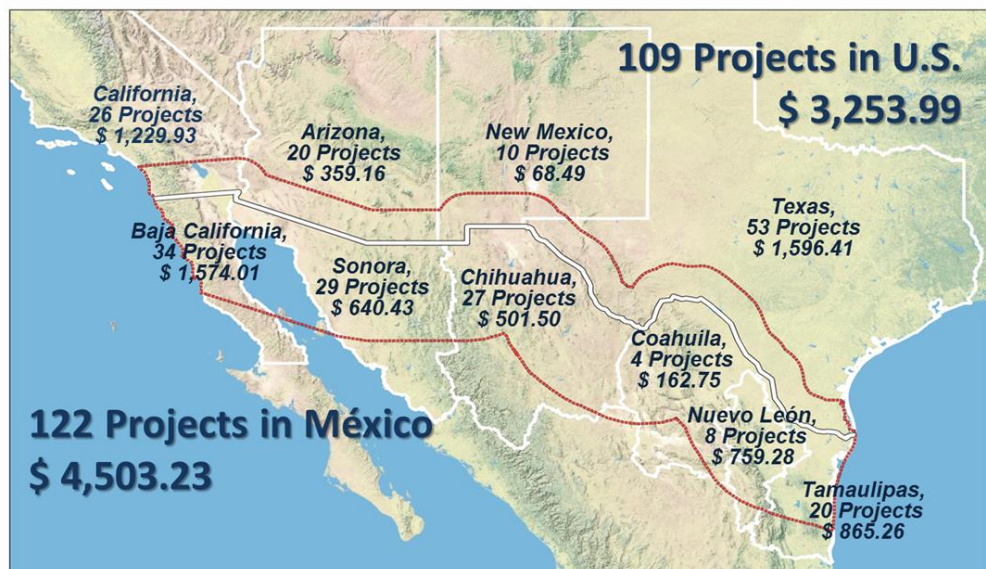 109 Projects in U.S.
$ 3,253.99
California,
26 Projects
$ 1,229.93
Arizona,
20 Projects
$ 359.16
New Mexico,
10 Projects
$ 68.49
Texas,
53 Projects
$ 1,596.41
Baja California,
34 Projects
$ 1,574.01
Sonora,
29 Projects
$ 640.43
Chihuahua,
27 Projects
$ 501.50
Coahuila,
4 Projects
$ 162.75
Nuevo León,
8 Projects
$ 759.28
Tamaulipas,
20 Projects
$ 865.26
122 Projects in México
$ 4,503.23